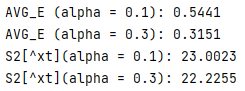 AVG_E (alpha = 0.1): 0.5441
AVG_E (alpha = 0.3): 0.3151
S2[^xt](alpha = 0.1): 23.0023
S2[^xt](alpha = 0.3): 22.2255